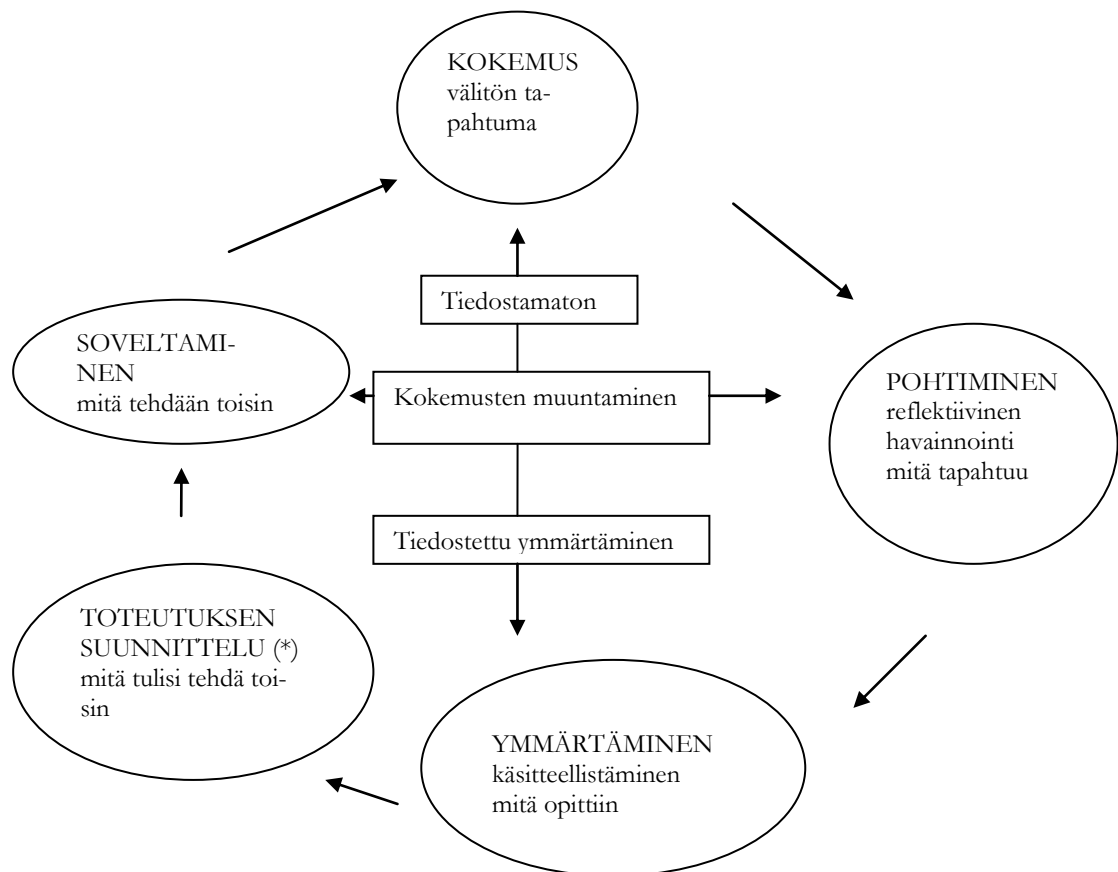 KOKEMUS
välitön ta-
pahtuma
Tiedostamaton
SOVELTAMI-
NEN
mitä tehdään toisin
Kokemusten muuntaminen
POHTIMINEN
reflektiivinen
havainnointi
mitä tapahtuu
Tiedostettu ymmärtäminen
TOTEUTUKSEN
SUUNNITTELU (*)
mitä tulisi tehdä toi-
sin
YMMÄRTÄMINEN
käsitteellistäminen
mitä opittiin